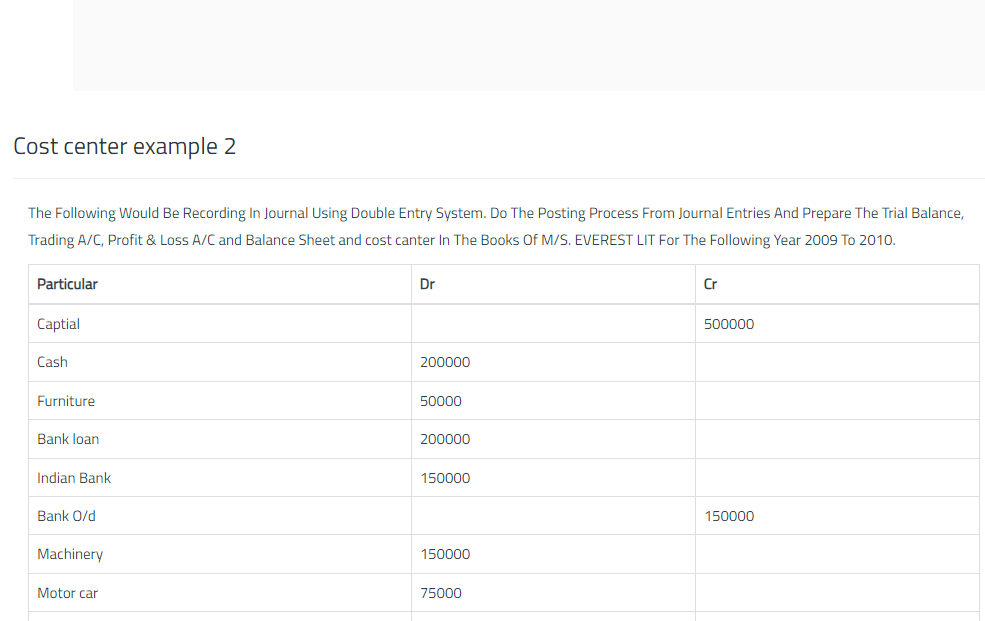 Cost center example 2
The Following Would Be Recording In Journal Using Double Entry System. Do The Posting Process From Journal Entries And Prepare The Trial Balance,
Trading A/C, Profit & Loss A/C and Balance Sheet and cost canter In The Books Of M/S. EVEREST LIT For The Following Year 2009 To 2010.
Particular Dr Cr
Captial 500000
Cash 200000
Furniture 50000
Bank loan 200000
Indian Bank 150000
Bank O/d 150000
Machinery 150000
Motor car 75000